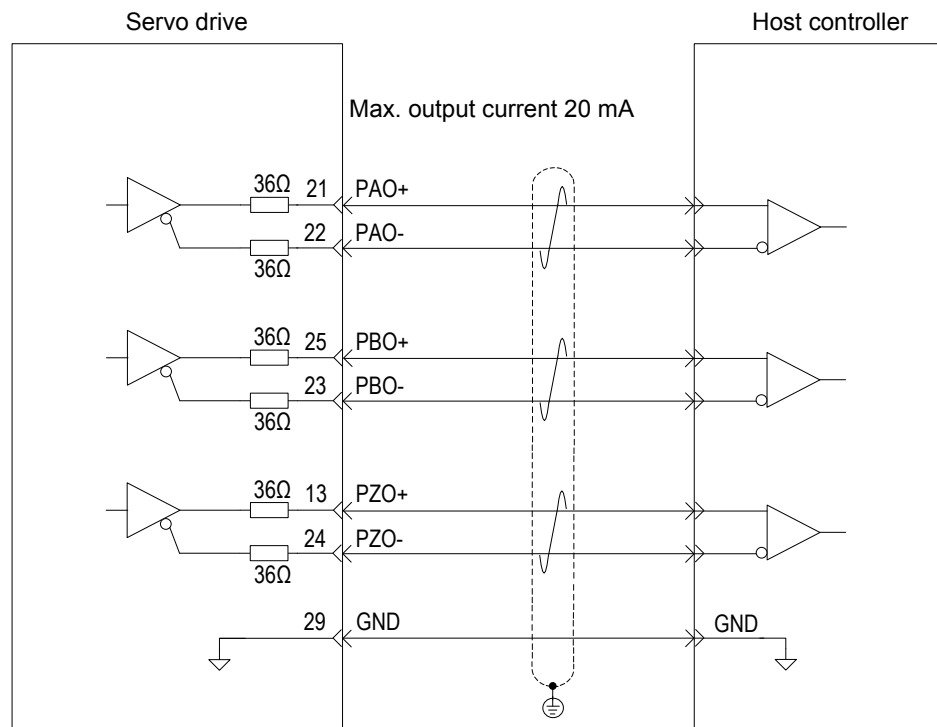 Servo drive
Host controller
Max. output current 20 mA
36Ω
21
PAO+
22
PAO-
36Ω
36Ω
25
PBO+
23
PBO-
36Ω
36Ω
13
PZO+
24
PZO-
36Ω
29
GND
GND